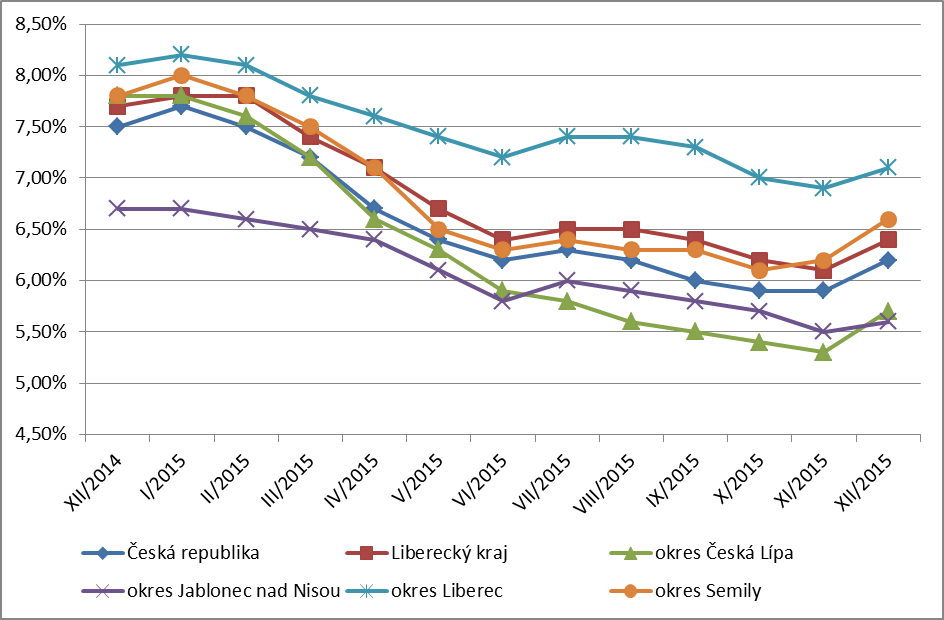 8,50%
8,00%
7,50%
7,00%
6,50%
6,00%
5,50%
5,00%
4,50%
XII/2014
I/2015
II/2015
III/2015
IV/2015
V/2015
VI/2015
VII/2015
VIII/2015
IX/2015
X/2015
XI/2015
XII/2015
Česká republika
Liberecký kraj
okres Česká Lípa
okres Jablonec nad Nisou
okres Liberec
okres Semily